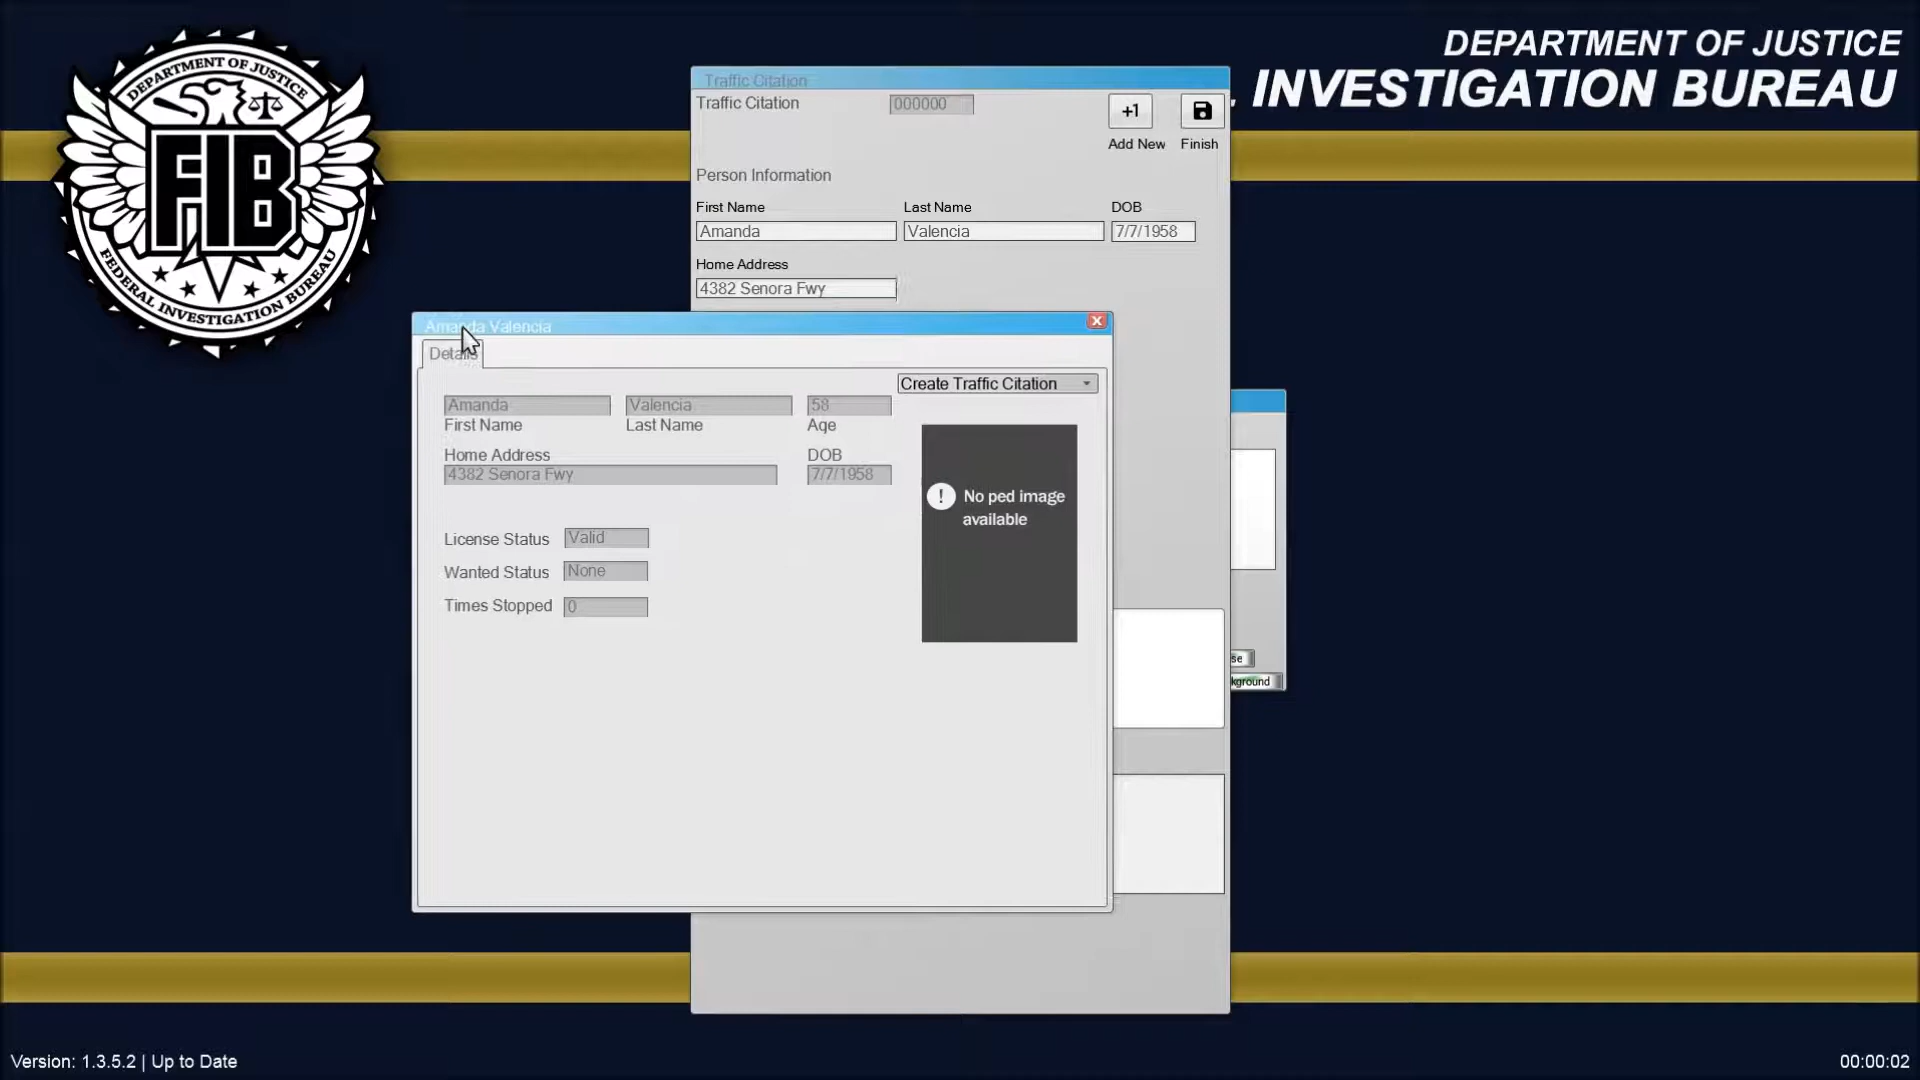 DEPARTMENT OF JUSTICE
INVESTIGATION BUREAU
DEPARTMENT OF JUSTICE
FIB
FEDERAL INVESTIGATION BUREAU
Traffic Citation
Traffic Citation 000000
+1
Add New Finish
Person Information
First Name Last Name DOB
Amanda Valencia 7/7/1958
Home Address
4382 Senora Fwy
Amanda Valencia
Details
Create Traffic Citation
Amanda Valencia 58
First Name Last Name Age
Home Address DOB
4382 Senora Fwy 7/7/1958
! No ped image
available
License Status Valid
Wanted Status None
Times Stopped 0
se
kground
Version: 1.3.5.2 | Up to Date
00:00:02